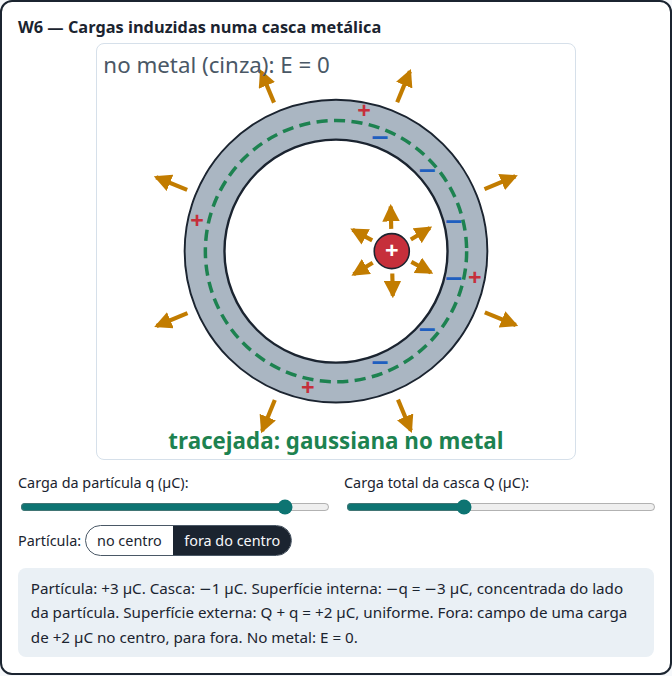 W6 — Cargas induzidas numa casca metálica
no metal (cinza): E = 0
+
−
−
+
−
+
−
+
−
−
+
tracejada: gaussiana no metal
Carga da partícula q (μC): Carga total da casca Q (μC):
Partícula: no centro fora do centro
Partícula: +3 μC. Casca: −1 μC. Superfície interna: −q = −3 μC, concentrada do lado
da partícula. Superfície externa: Q + q = +2 μC, uniforme. Fora: campo de uma carga
de +2 μC no centro, para fora. No metal: E = 0.